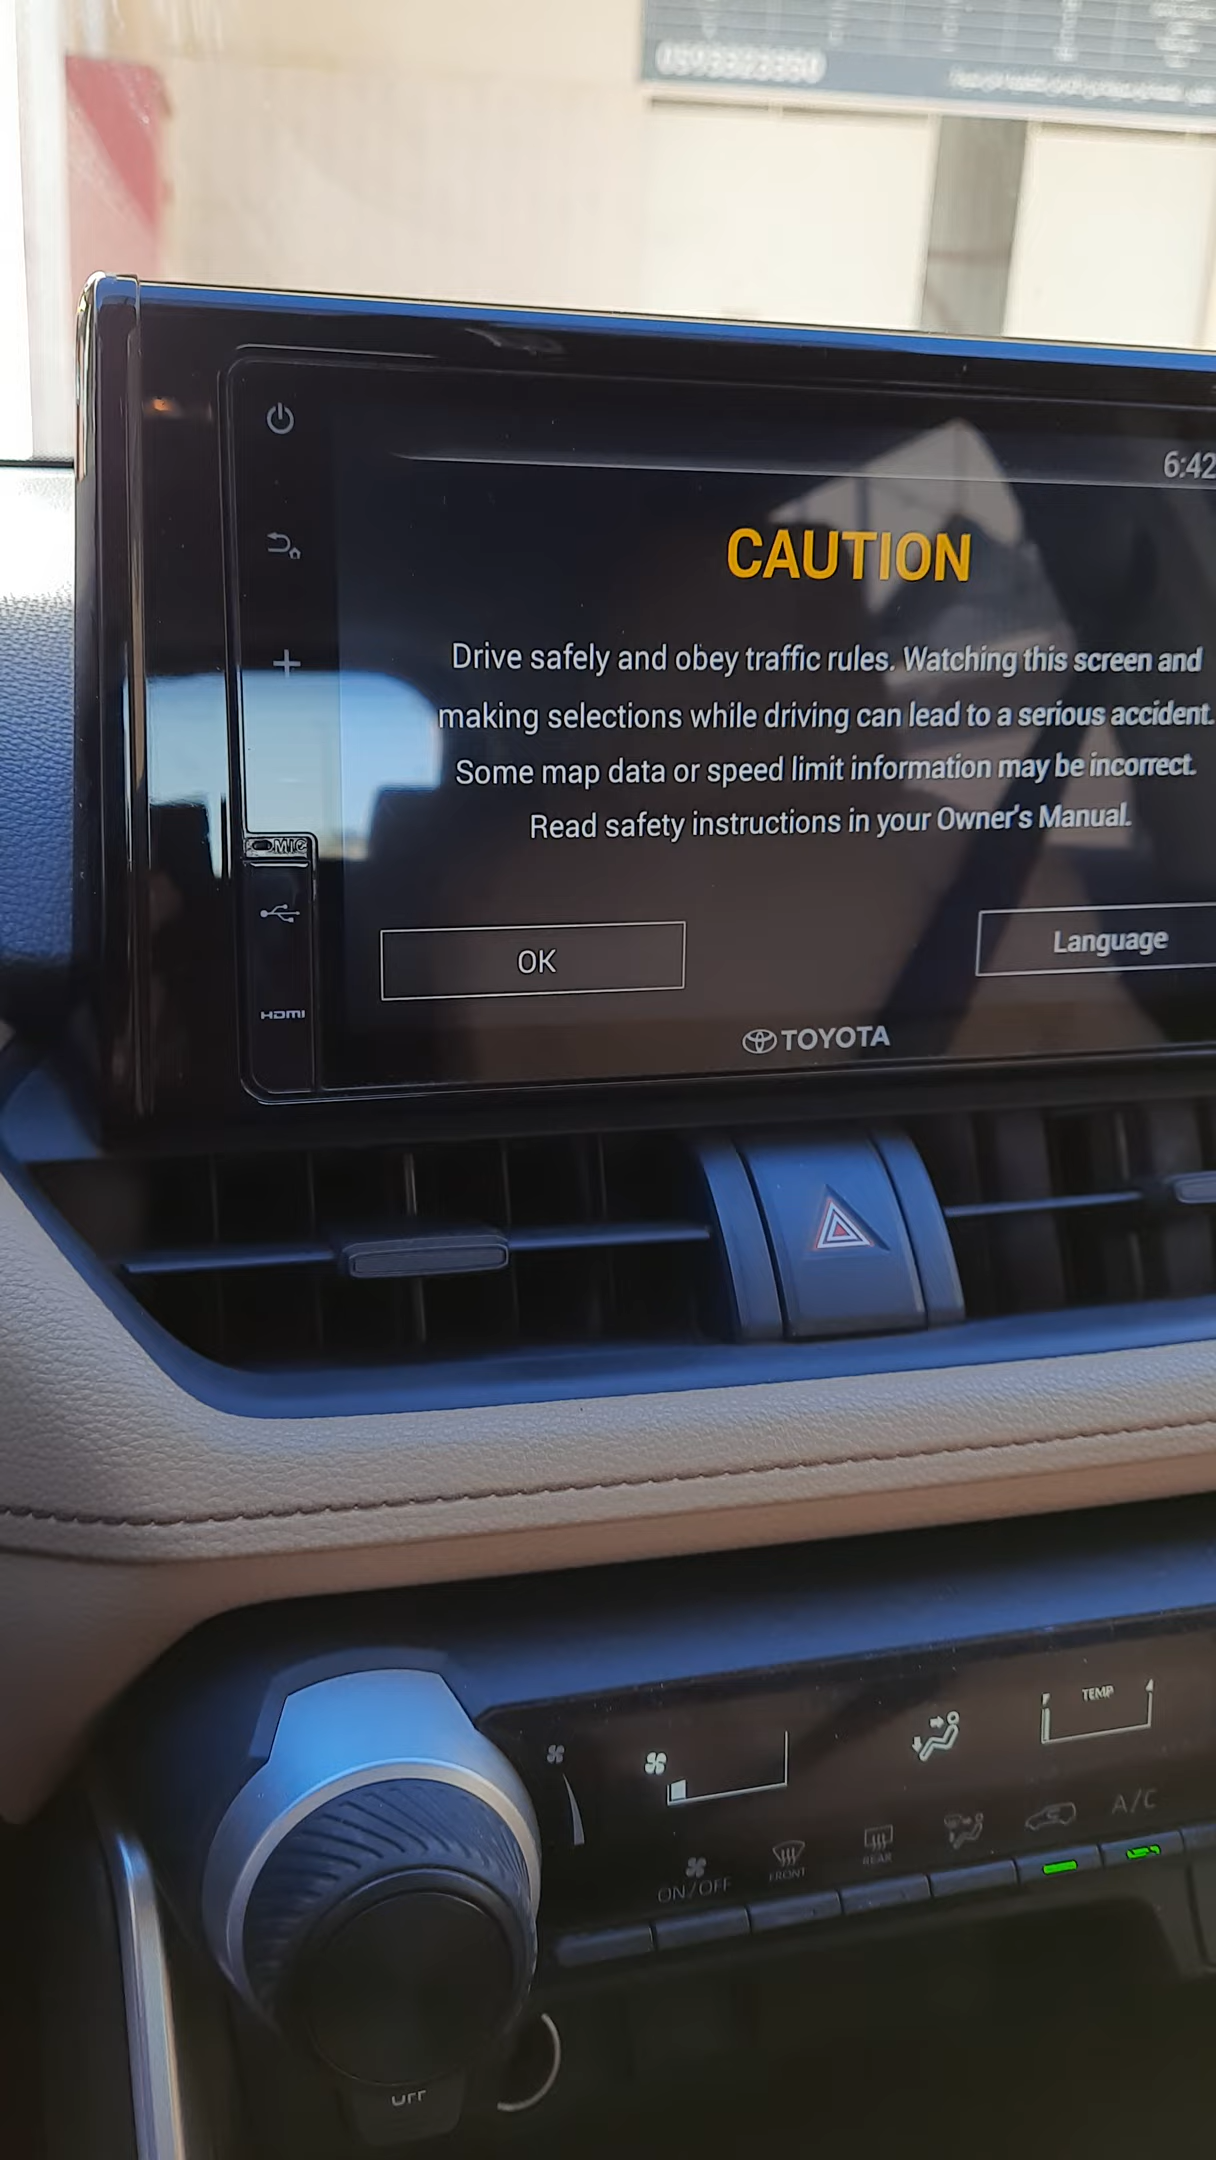 6:42
CAUTION
Drive safely and obey traffic rules. Watching this screen and
making selections while driving can lead to a serious accident.
Some map data or speed limit information may be incorrect.
Read safety instructions in your Owner's Manual.
MIC
OK
Language
HDMI
TOYOTA
TEMP
A/C
REAR
FRONT
ON/OFF
OFF